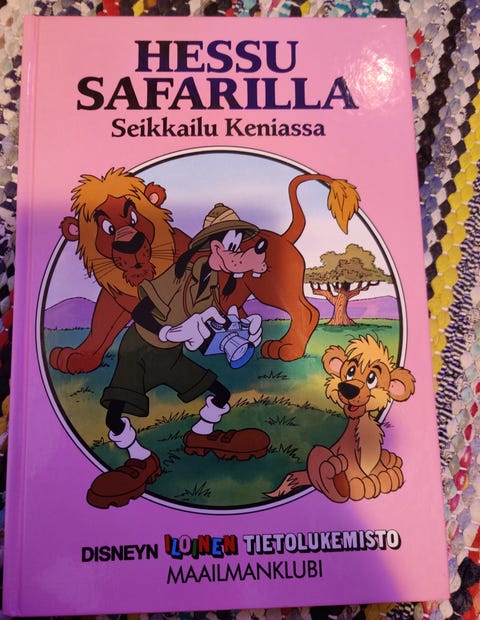 HESSU
SAFARILLA
Seikkailu Keniassa
DISNEYN ILOINEN TIETOLUKEMISTO
MAAILMANKLUBI